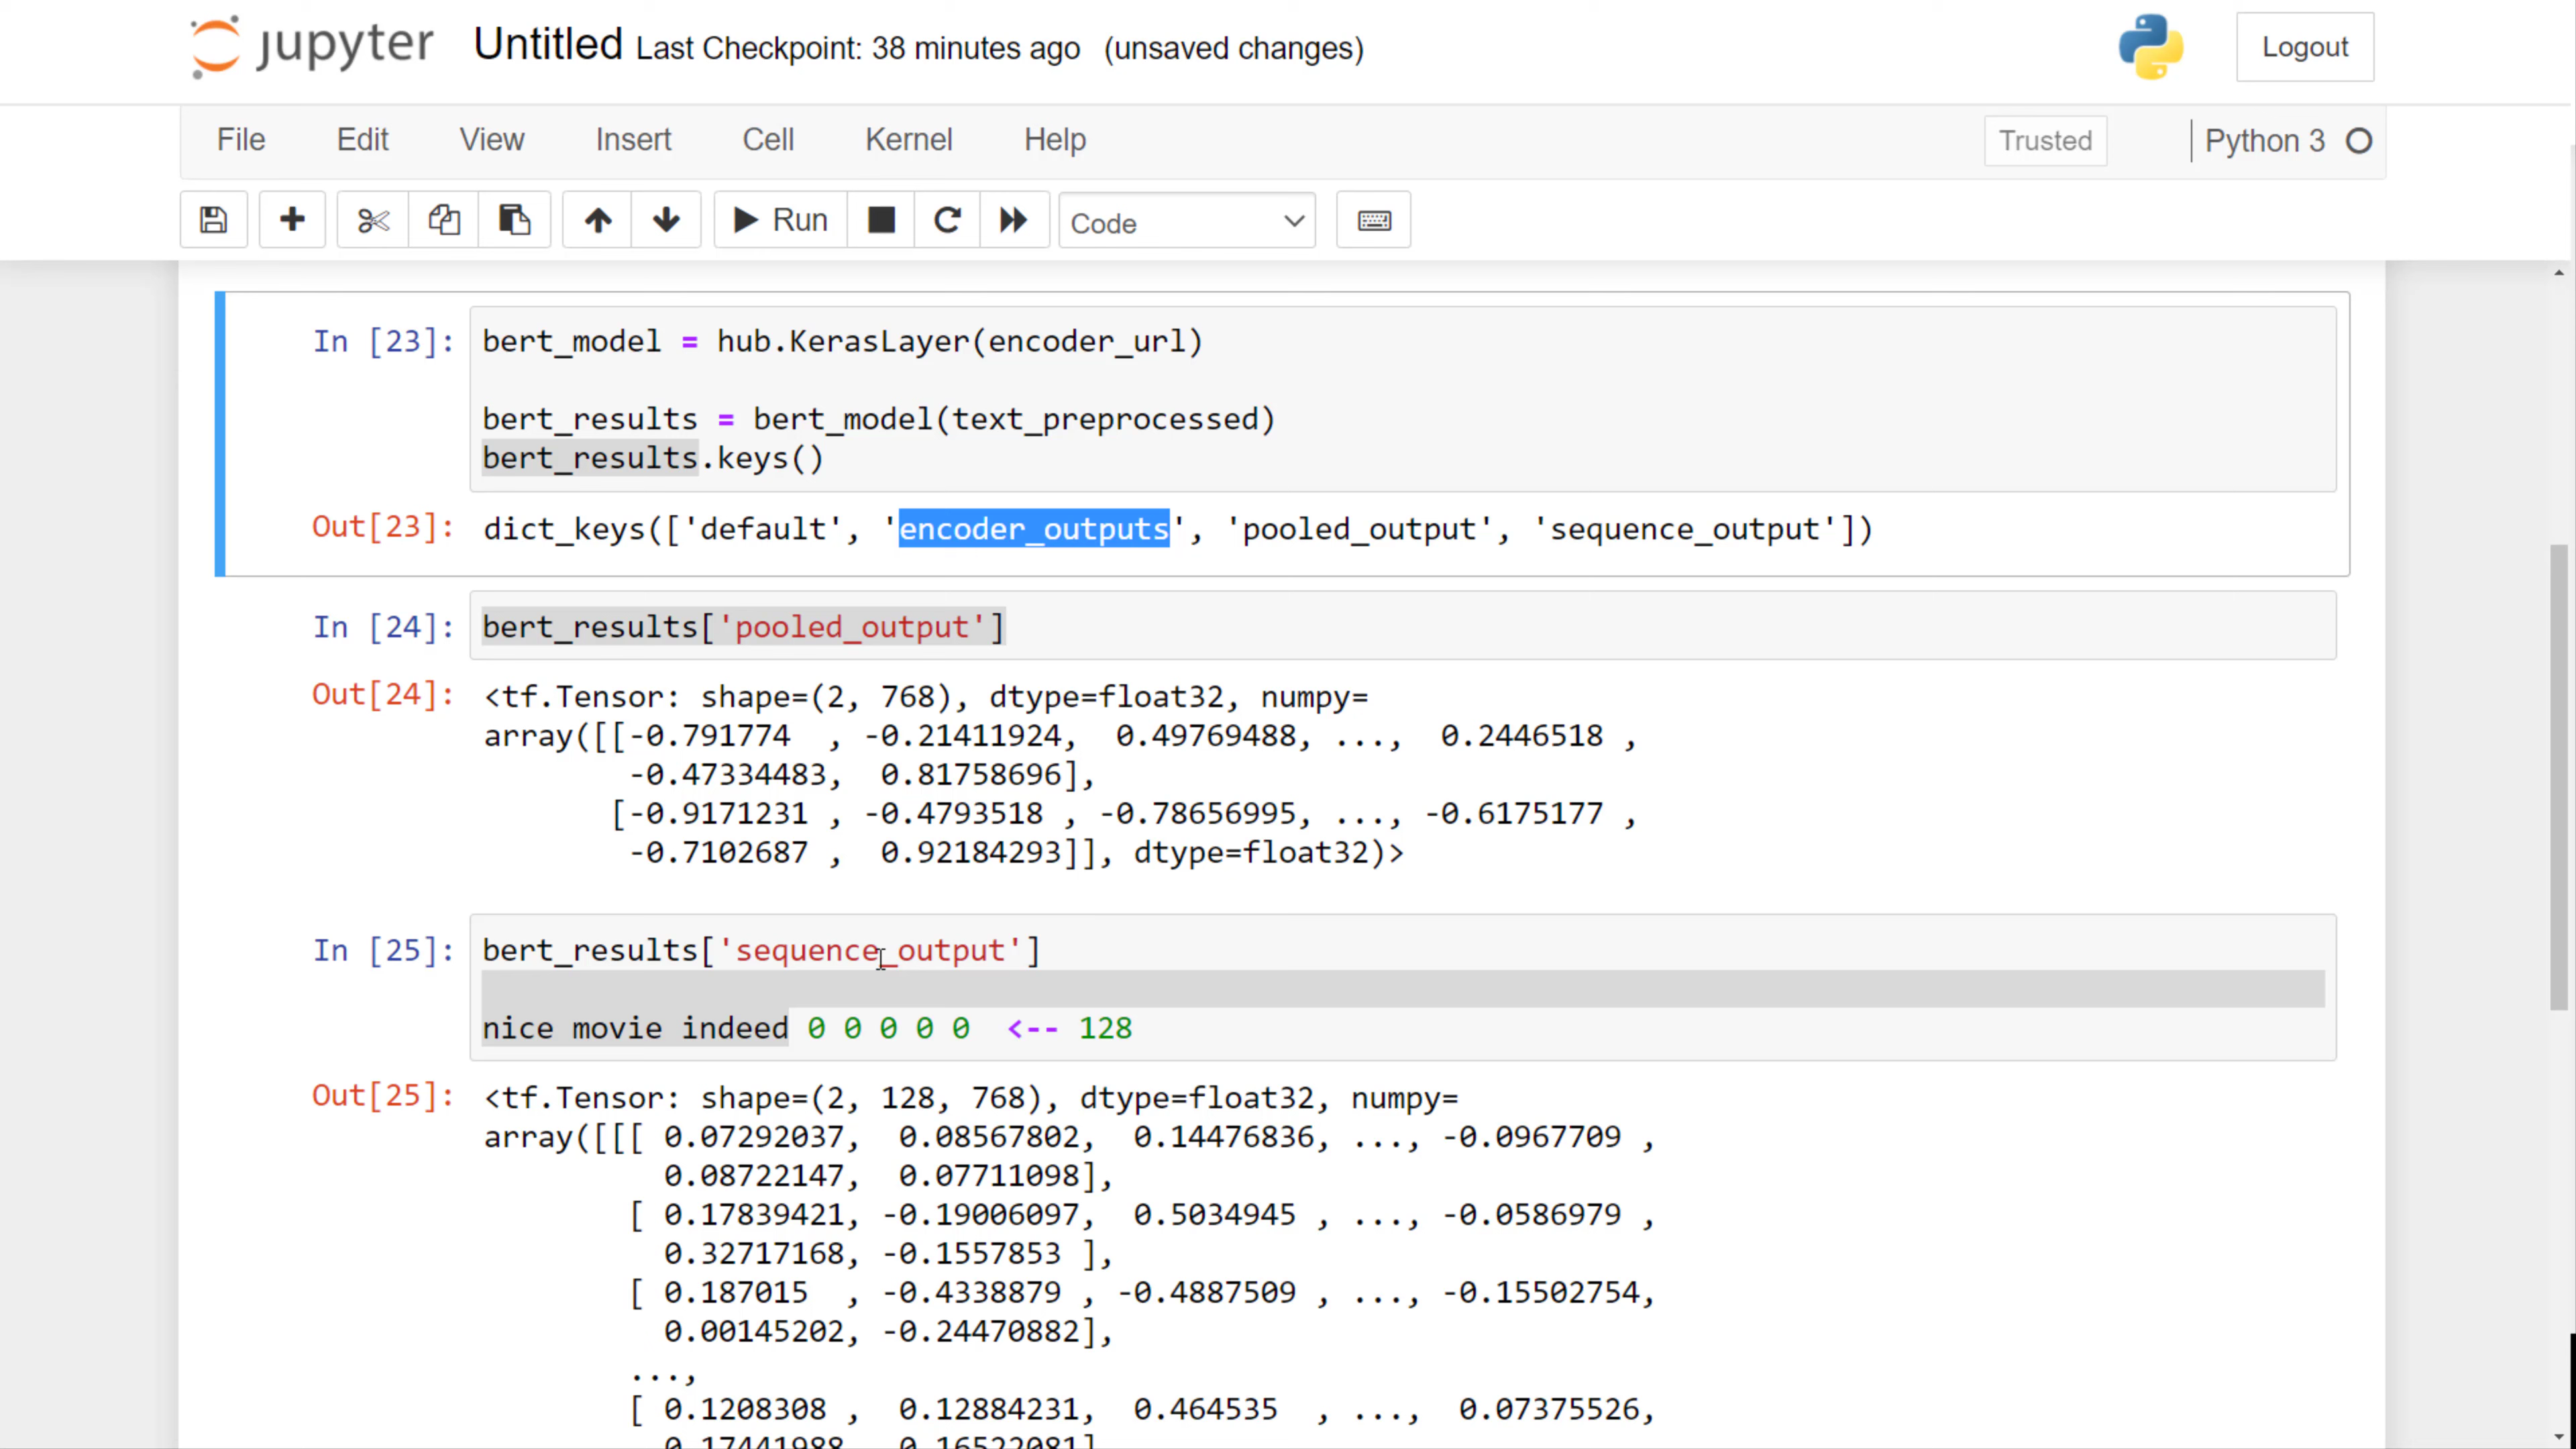 jupyter Untitled Last Checkpoint: 38 minutes ago (unsaved changes) Logout
File Edit View Insert Cell Kernel Help Trusted Python 3
Run Code
In [23]: bert_model = hub.KerasLayer(encoder_url)
bert_results = bert_model(text_preprocessed)
bert_results.keys()
Out[23]: dict_keys(['default', 'encoder_outputs', 'pooled_output', 'sequence_output'])
In [24]: bert_results['pooled_output']
Out[24]: <tf.Tensor: shape=(2, 768), dtype=float32, numpy=
array([[-0.791774 , -0.21411924, 0.49769488, ..., 0.2446518 ,
-0.47334483, 0.81758696],
[-0.9171231 , -0.4793518 , -0.78656995, ..., -0.6175177 ,
-0.7102687 , 0.92184293]], dtype=float32)>
In [25]: bert_results['sequence_output']
nice movie indeed 0 0 0 0 0 <-- 128
Out[25]: <tf.Tensor: shape=(2, 128, 768), dtype=float32, numpy=
array([[[ 0.07292037, 0.08567802, 0.14476836, ..., -0.0967709 ,
0.08722147, 0.07711098],
[ 0.17839421, -0.19006097, 0.5034945 , ..., -0.0586979 ,
0.32717168, -0.1557853 ],
[ 0.187015 , -0.4338879 , -0.4887509 , ..., -0.15502754,
0.00145202, -0.24470882],
...,
[ 0.1208308 , 0.12884231, 0.464535 , ..., 0.07375526,
0.17441988, 0.16522081]